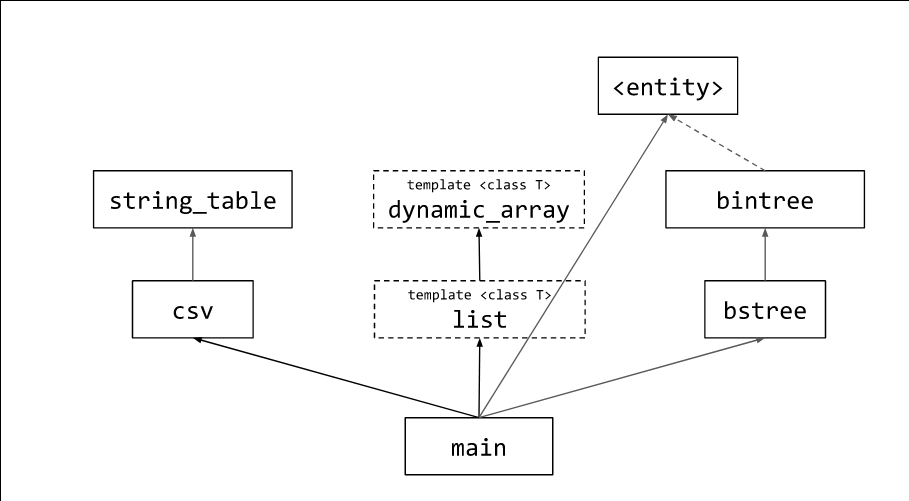 <entity>
string_table
template <class T>
dynamic_array
bintree
csv
template <class T>
list
bstree
main